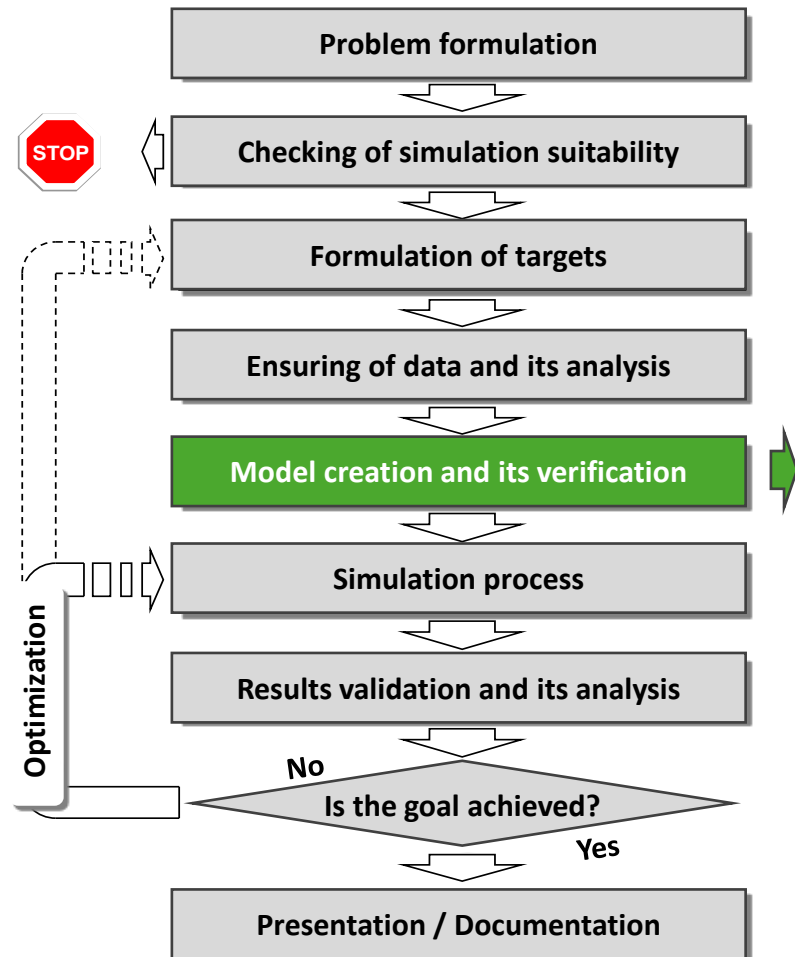 Problem formulation
STOP
Checking of simulation suitability
Formulation of targets
Ensuring of data and its analysis
Model creation and its verification
Simulation process
Optimization
Results validation and its analysis
No
Is the goal achieved?
Yes
Presentation / Documentation